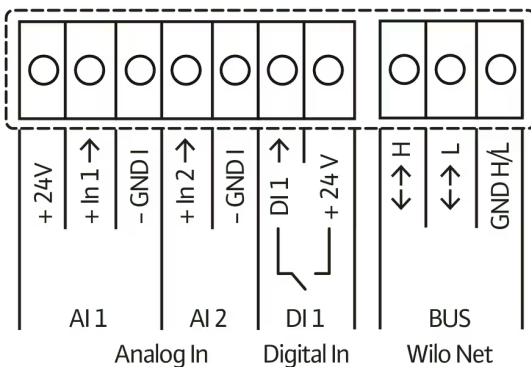 + 24V
+ In 1 →
- GND I
+ In 2 →
- GND I
DI 1 →
+ 24 V
↔ H
↔ L
GND H/L
AI 1
AI 2
DI 1
BUS
Analog In
Digital In
Wilo Net